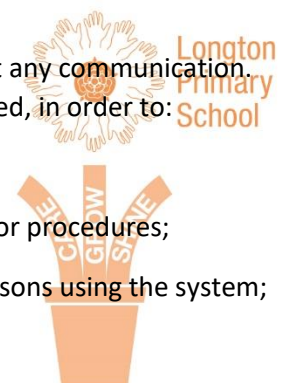 t any communication.
Longton
Primary
School
ed, in order to:
or procedures;
CARE
GROW
SHINE
sons using the system;